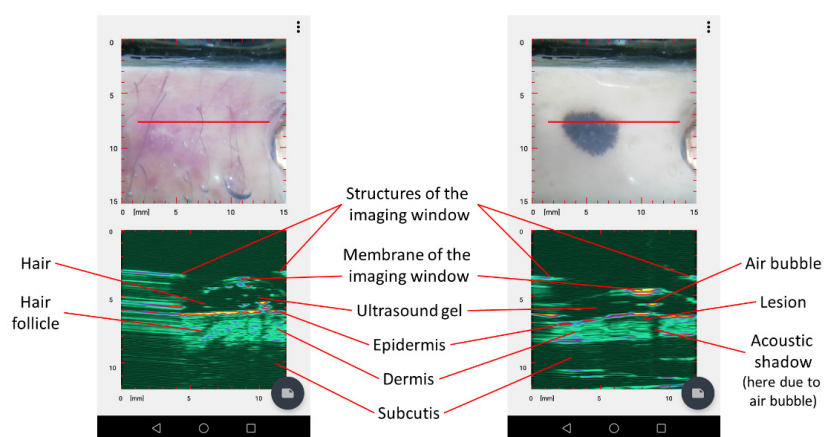 0
5
10
15
0 [mm] 5 10 15
0
5
10
0 [mm] 5 10
Hair
Hair
follicle
Structures of the
imaging window
Membrane of the
imaging window
Ultrasound gel
Epidermis
Dermis
Subcutis
0
5
10
15
0 [mm] 5 10 15
0
5
10
0 [mm] 5 10
Air bubble
Lesion
Acoustic
shadow
(here due to
air bubble)